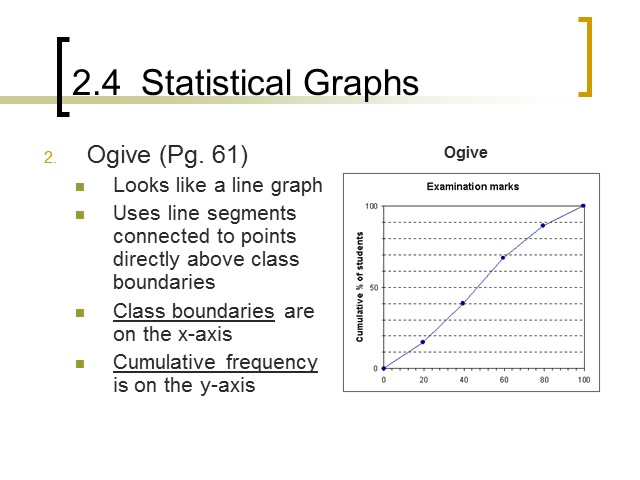 2.4 Statistical Graphs
2. Ogive (Pg. 61)
Looks like a line graph
Uses line segments
connected to points
directly above class
boundaries
Class boundaries are
on the x-axis
Cumulative frequency
is on the y-axis
Ogive
Examination marks
Cumulative % of students
100
50
0
0 20 40 60 80 100